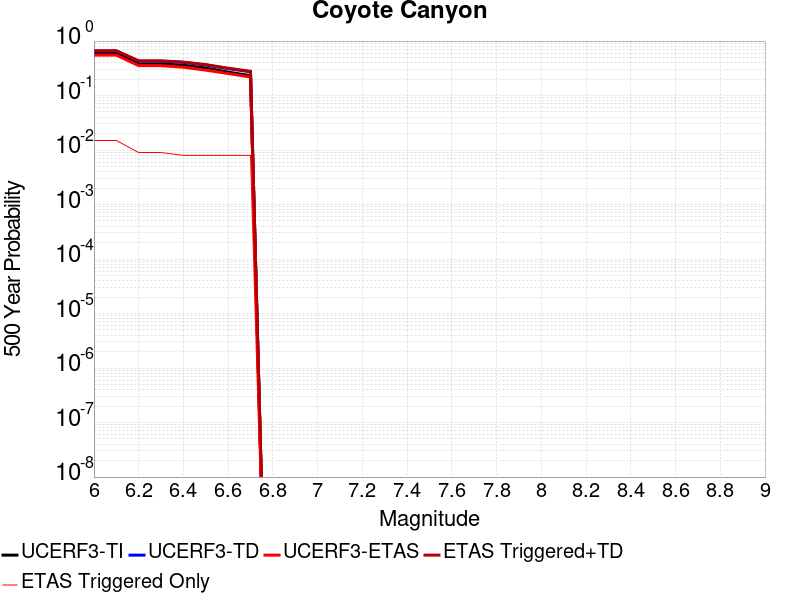 Coyote Canyon
500 Year Probability
10^0
10^-1
10^-2
10^-3
10^-4
10^-5
10^-6
10^-7
10^-8
6 6.2 6.4 6.6 6.8 7 7.2 7.4 7.6 7.8 8 8.2 8.4 8.6 8.8 9
Magnitude
UCERF3-TI UCERF3-TD UCERF3-ETAS ETAS Triggered+TD
ETAS Triggered Only